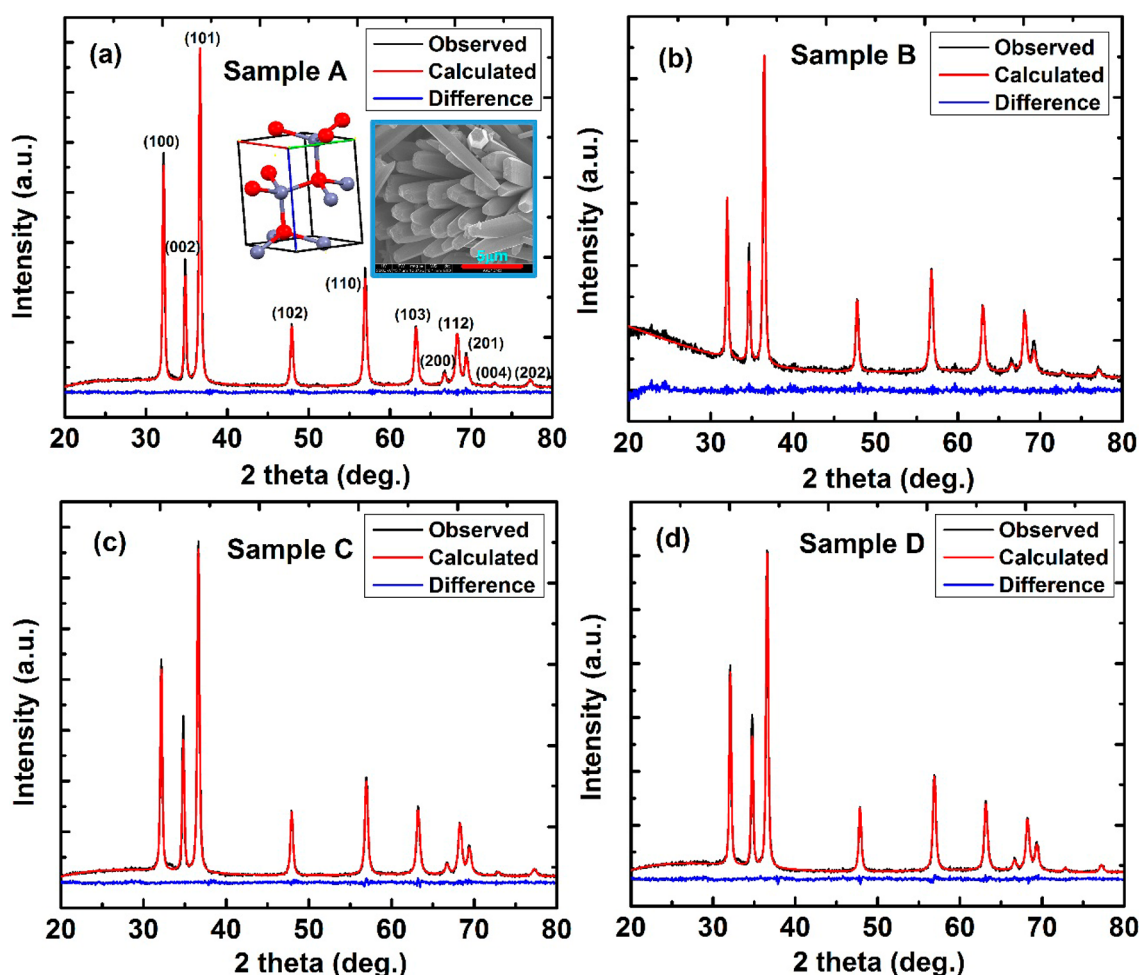 (a)
Sample A
Observed
Calculated
Difference
(100)
(002)
(101)
(102)
(110)
(103)
(200)
(112)
(201)
(004)
(202)
5μm
Intensity (a.u.)
20 30 40 50 60 70 80
2 theta (deg.)
(b)
Sample B
Observed
Calculated
Difference
Intensity (a.u.)
20 30 40 50 60 70 80
2 theta (deg.)
(c)
Sample C
Observed
Calculated
Difference
Intensity (a.u.)
20 30 40 50 60 70 80
2 theta (deg.)
(d)
Sample D
Observed
Calculated
Difference
Intensity (a.u.)
20 30 40 50 60 70 80
2 theta (deg.)